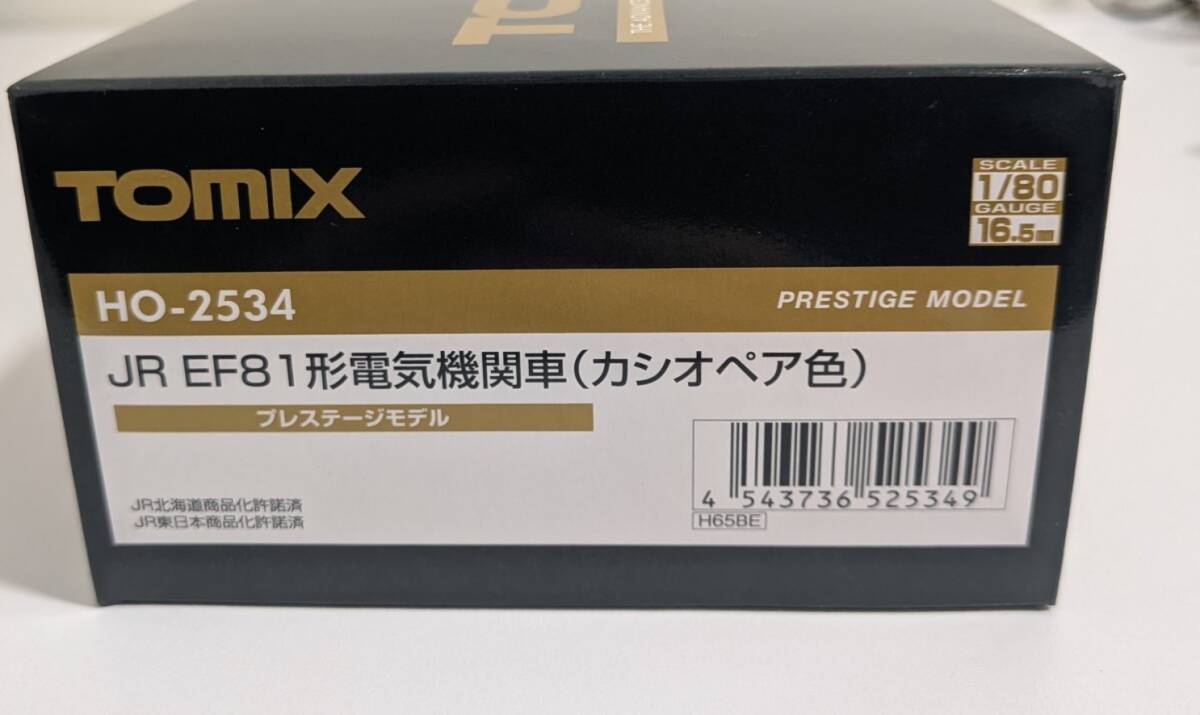 TOMIX
SCALE
1/80
GAUGE
16.5mm
HO-2534
PRESTIGE MODEL
JR EF81形電気機関車(カシオペア色)
プレステージモデル
JR北海道商品化許諾済
JR東日本商品化許諾済
4 543736 525349
H65BE